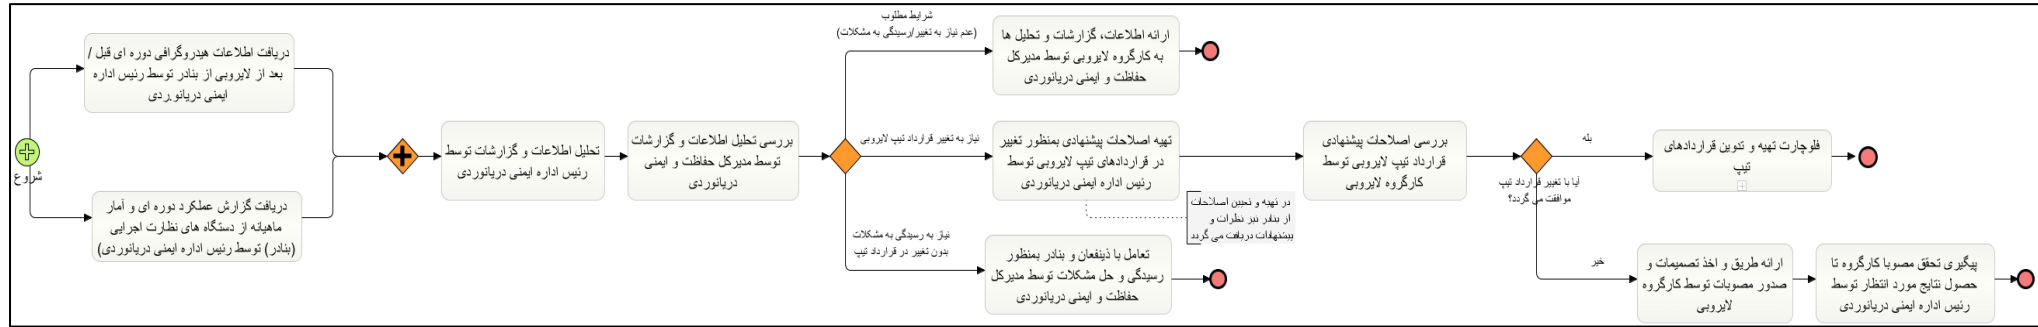 شروع
دریافت اطلاعات هیدروگرافی دوره ای قبل /
بعد از لایروبی از بنادر توسط رئیس اداره
ایمنی دریانوردی
دریافت گزارش عملکرد دوره ای و آمار
ماهیانه از دستگاه های نظارت اجرایی
(بنادر) توسط رئیس اداره ایمنی دریانوردی)
تحلیل اطلاعات و گزارشات توسط
رئیس اداره ایمنی دریانوردی
بررسی تحلیل اطلاعات و گزارشات
توسط مدیرکل حفاظت و ایمنی
دریانوردی
شرایط مطلوب
(عدم نیاز به تغییر/رسیدگی به مشکلات)
ارائه اطلاعات، گزارشات و تحلیل ها
به کارگروه لایروبی توسط مدیرکل
حفاظت و ایمنی دریانوردی
نیاز به تغییر قرارداد تیپ لایروبی
تهیه اصلاحات پیشنهادی بمنظور تغییر
در قراردادهای تیپ لایروبی توسط
رئیس اداره ایمنی دریانوردی
در تهیه و تعیین اصلاحات
از بنادر نیز نظرات و
پیشنهادات دریافت می گردد
نیاز به رسیدگی به مشکلات
بدون تغییر در قرارداد تیپ
تعامل با ذینفعان و بنادر بمنظور
رسیدگی و حل مشکلات توسط مدیرکل
حفاظت و ایمنی دریانوردی
بررسی اصلاحات پیشنهادی
قرارداد تیپ لایروبی توسط
کارگروه لایروبی
آیا با تغییر قرارداد تیپ
موافقت می گردد؟
بله
فلوچارت تهیه و تدوین قراردادهای
تیپ
خیر
ارائه طریق و اخذ تصمیمات و
صدور مصوبات توسط کارگروه
لایروبی
پیگیری تحقق مصوبا کارگروه تا
حصول نتایج مورد انتظار توسط
رئیس اداره ایمنی دریانوردی